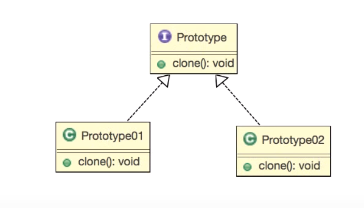 I Prototype
clone(): void
C Prototype01
clone(): void
C Prototype02
clone(): void